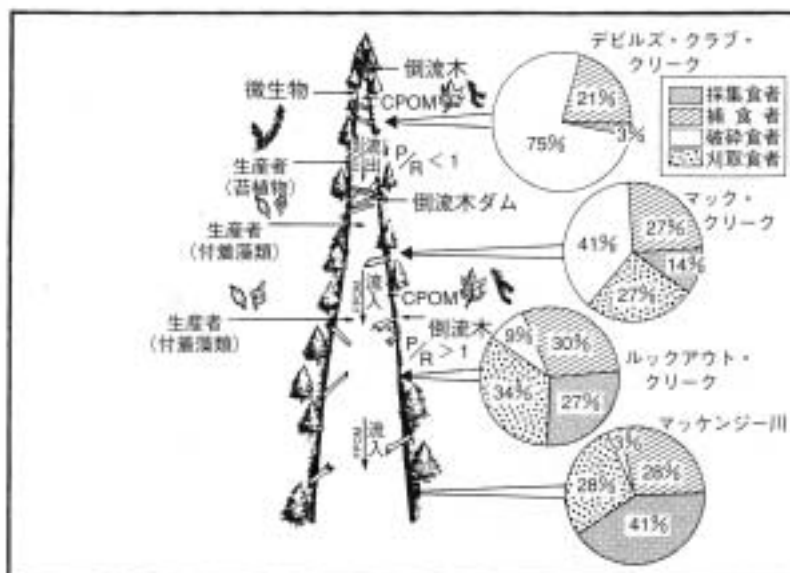 デビルズ・クラブ・
クリーク
倒流木
微生物
CPOM
21%
3%
75%
採集食者
捕食者
破砕食者
刈取食者
流出
P/R < 1
生産者
(苔植物)
倒流木ダム
マック・
クリーク
生産者
(付着藻類)
27%
41%
14%
27%
CPOM
流入
CPOM
生産者
(付着藻類)
倒流木
P/R > 1
9%
30%
34%
27%
ルックアウト・
クリーク
マッケンジー川
CPOM
流入
3%
28%
28%
41%